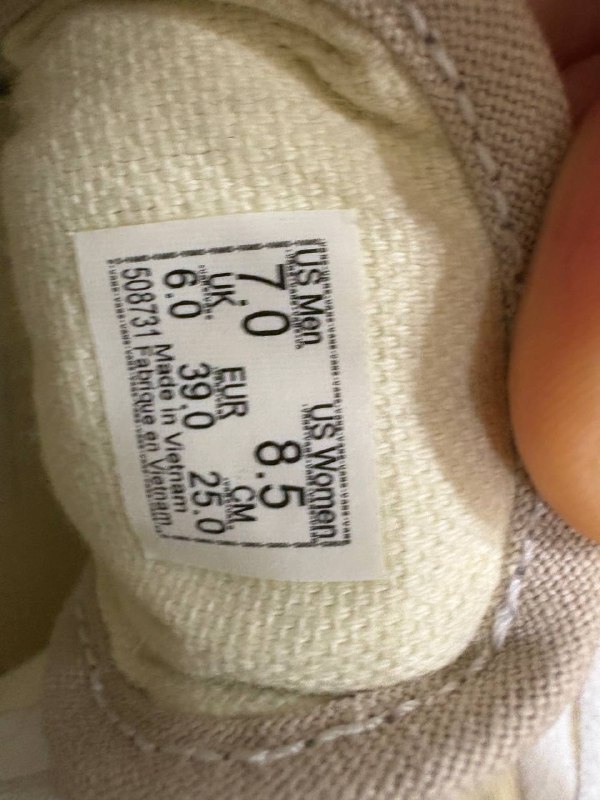 US Men US Women
7.0 8.5
UK EUR CM
6.0 39.0 25.0
Made in Vietnam
508731 Fabrique en Vietnam